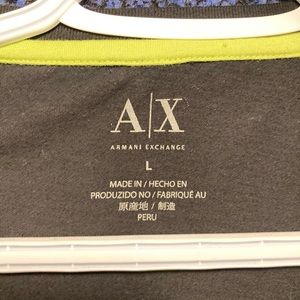 A|X
ARMANI EXCHANGE
L
MADE IN / HECHO EN
PRODUZIDO NO / FABRIQUÉ AU
原産地 / 制造
PERU